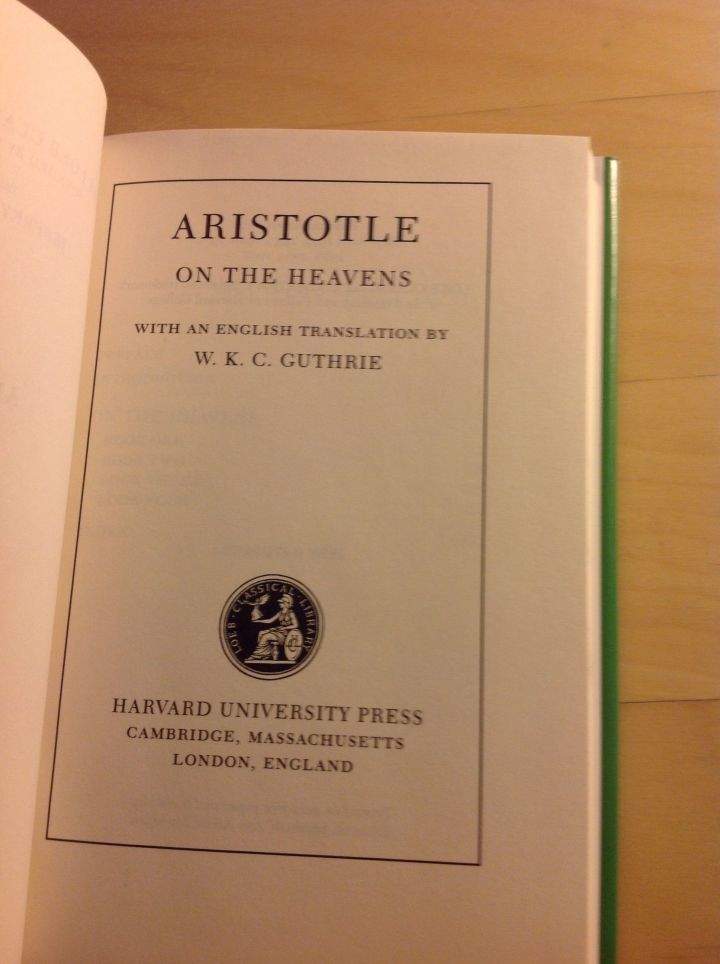 ARISTOTLE
ON THE HEAVENS
WITH AN ENGLISH TRANSLATION BY
W. K. C. GUTHRIE
LOEB · CLASSICAL · LIBRARY
HARVARD UNIVERSITY PRESS
CAMBRIDGE, MASSACHUSETTS
LONDON, ENGLAND